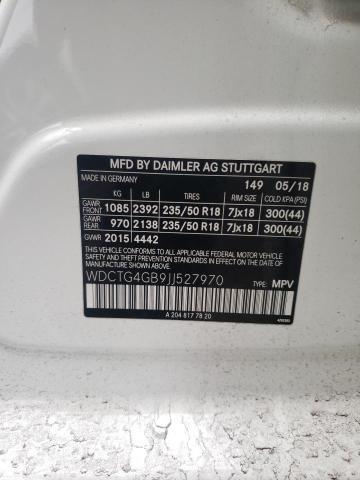 MFD BY DAIMLER AG STUTTGART
MADE IN GERMANY 149 05/18
KG LB TIRES RIM SIZE COLD KPA (PSI)
GAWR FRONT 1085 2392 235/50 R18 7Jx18 300(44)
GAWR REAR 970 2138 235/50 R18 7Jx18 300(44)
GVWR 2015 4442
THIS VEHICLE CONFORMS TO ALL APPLICABLE FEDERAL MOTOR VEHICLE
SAFETY AND THEFT PREVENTION STANDARDS IN EFFECT ON THE DATE
OF MANUFACTURE SHOWN ABOVE.
WDCTG4GB9JJ527970 TYPE: MPV
A 204 817 78 20